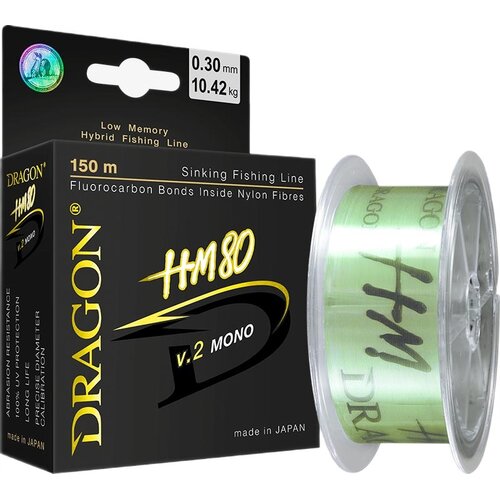 0.30 mm
10.42 kg
Low Memory
Hybrid Fishing Line
150 m
Sinking Fishing Line
Fluorocarbon Bonds Inside Nylon Fibres
DRAGON
HM80
v.2 MONO
made in JAPAN
DRAGON®
ABRASION RESISTANCE
100% UV PROTECTION
LONG LIFE
PRECISE DIAMETER
CALIBRATION
made in JAPAN
DRAGON
HM
DRAGON